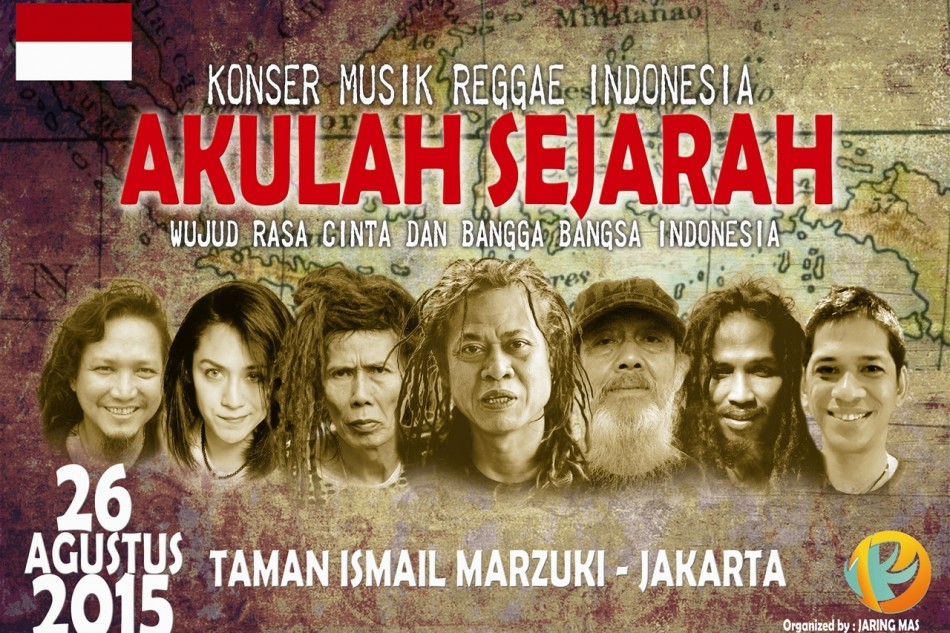 Mindanao
KONSER MUSIK REGGAE INDONESIA
AKULAH SEJARAH
WUJUD RASA CINTA DAN BANGGA BANGSA INDONESIA
26
AGUSTUS
2015
TAMAN ISMAIL MARZUKI - JAKARTA
Organized by : JARING MAS